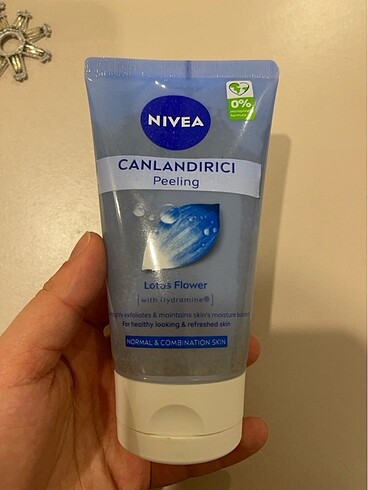 NIVEA
0%
CANLANDIRICI
Peeling
Lotus Flower
with Hydramine®
exfoliates & maintains skin's moisture
For healthy looking & refreshed skin
NORMAL & COMBINATION SKIN